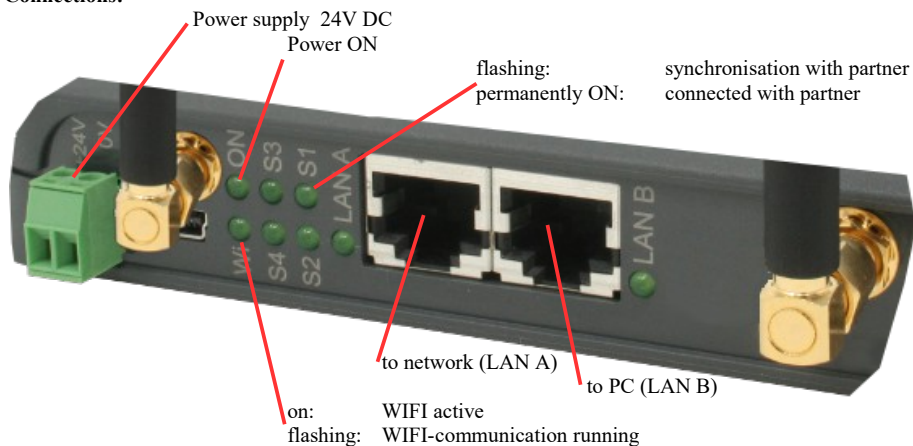 Connections:
Power supply 24V DC
Power ON
flashing: synchronisation with partner
permanently ON: connected with partner
+24V
0V
ON
S3
S1
LAN A
Wi
S4
S2
LAN B
to network (LAN A)
to PC (LAN B)
on: WIFI active
flashing: WIFI-communication running